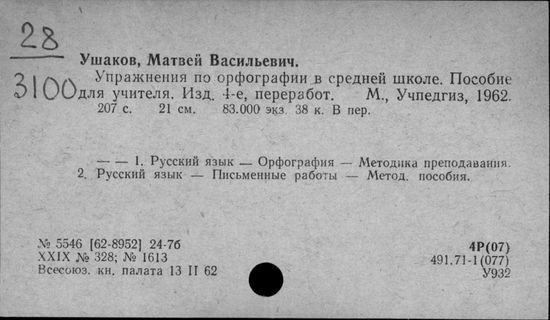 28
3100
Ушаков, Матвей Васильевич.
Упражнения по орфографии в средней школе. Пособие
для учителя. Изд. 4-е, переработ. М., Учпедгиз, 1962.
207 с. 21 см. 83.000 экз. 38 к. В пер.
— — 1. Русский язык — Орфография — Методика преподавания.
2. Русский язык — Письменные работы — Метод. пособия.
№ 5546 [62-8952] 24-7б
XXIX № 328; № 1613
Всесоюз. кн. палата 13 II 62
4Р(07)
491.71-1(077)
У932